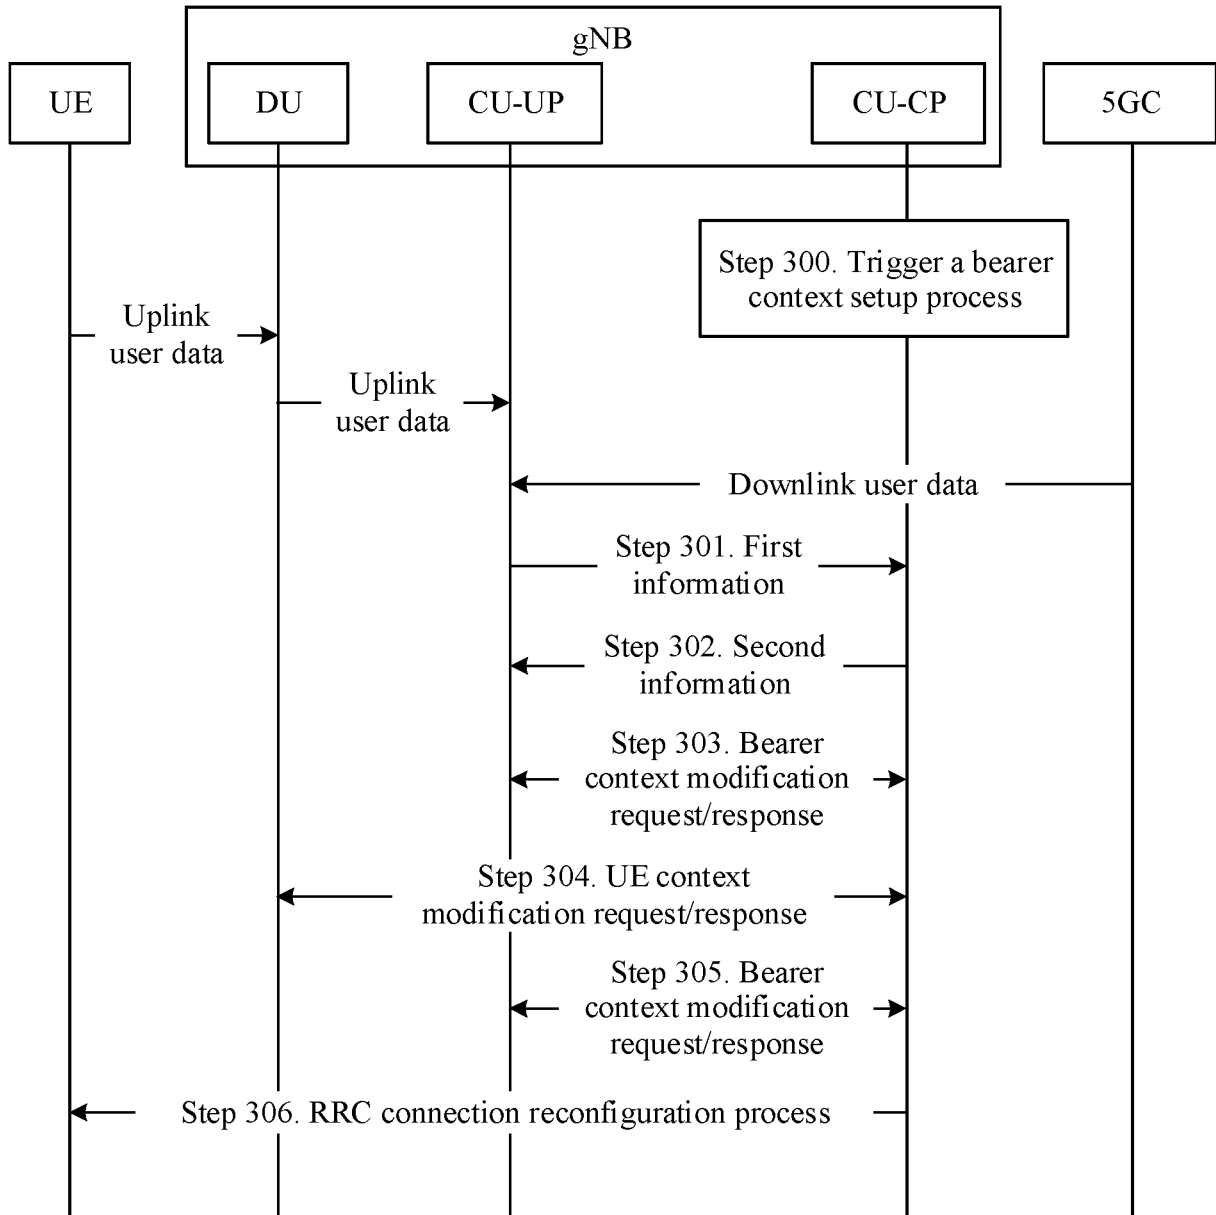 gNB
UE
DU
CU-UP
CU-CP
5GC
Step 300. Trigger a bearer
context setup process
Uplink
user data
Uplink
user data
Downlink user data
Step 301. First
information
Step 302. Second
information
Step 303. Bearer
context modification
request/response
Step 304. UE context
modification request/response
Step 305. Bearer
context modification
request/response
Step 306. RRC connection reconfiguration process